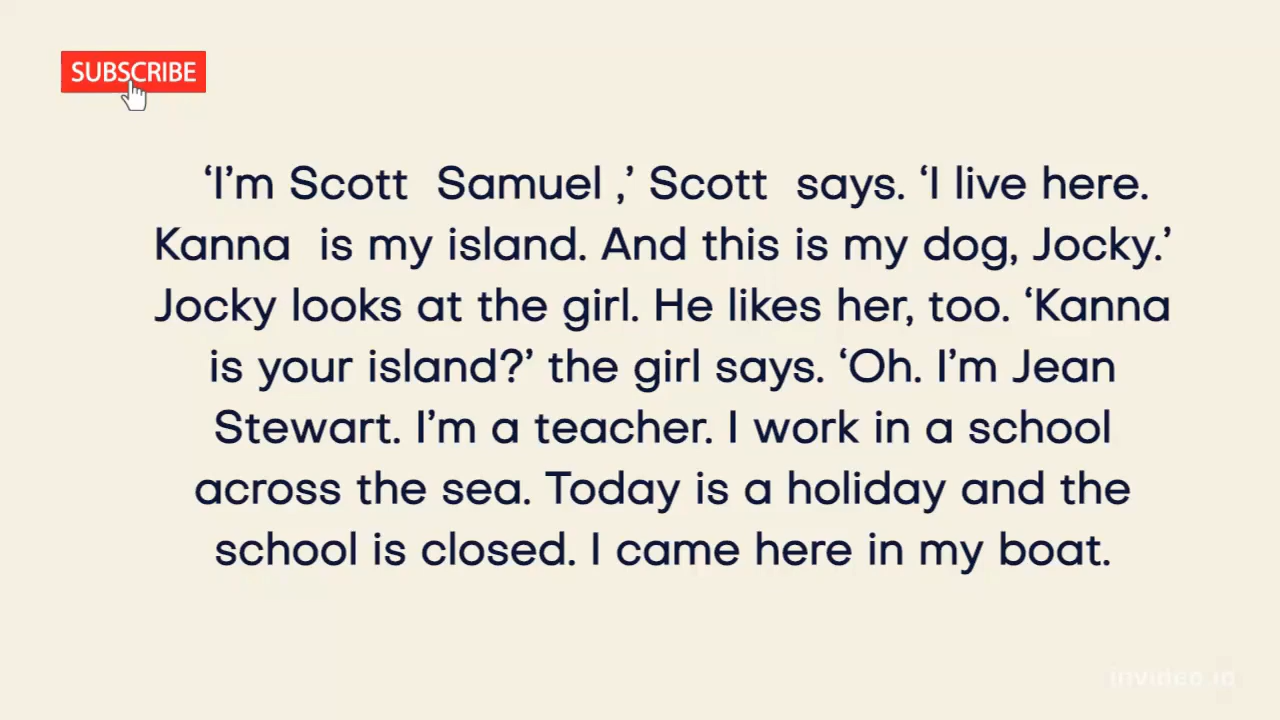 SUBSCRIBE
‘I’m Scott  Samuel ,’ Scott  says. ‘I live here.
Kanna  is my island. And this is my dog, Jocky.’
Jocky looks at the girl. He likes her, too. ‘Kanna
is your island?’ the girl says. ‘Oh. I’m Jean
Stewart. I’m a teacher. I work in a school
across the sea. Today is a holiday and the
school is closed. I came here in my boat.
invideo.io